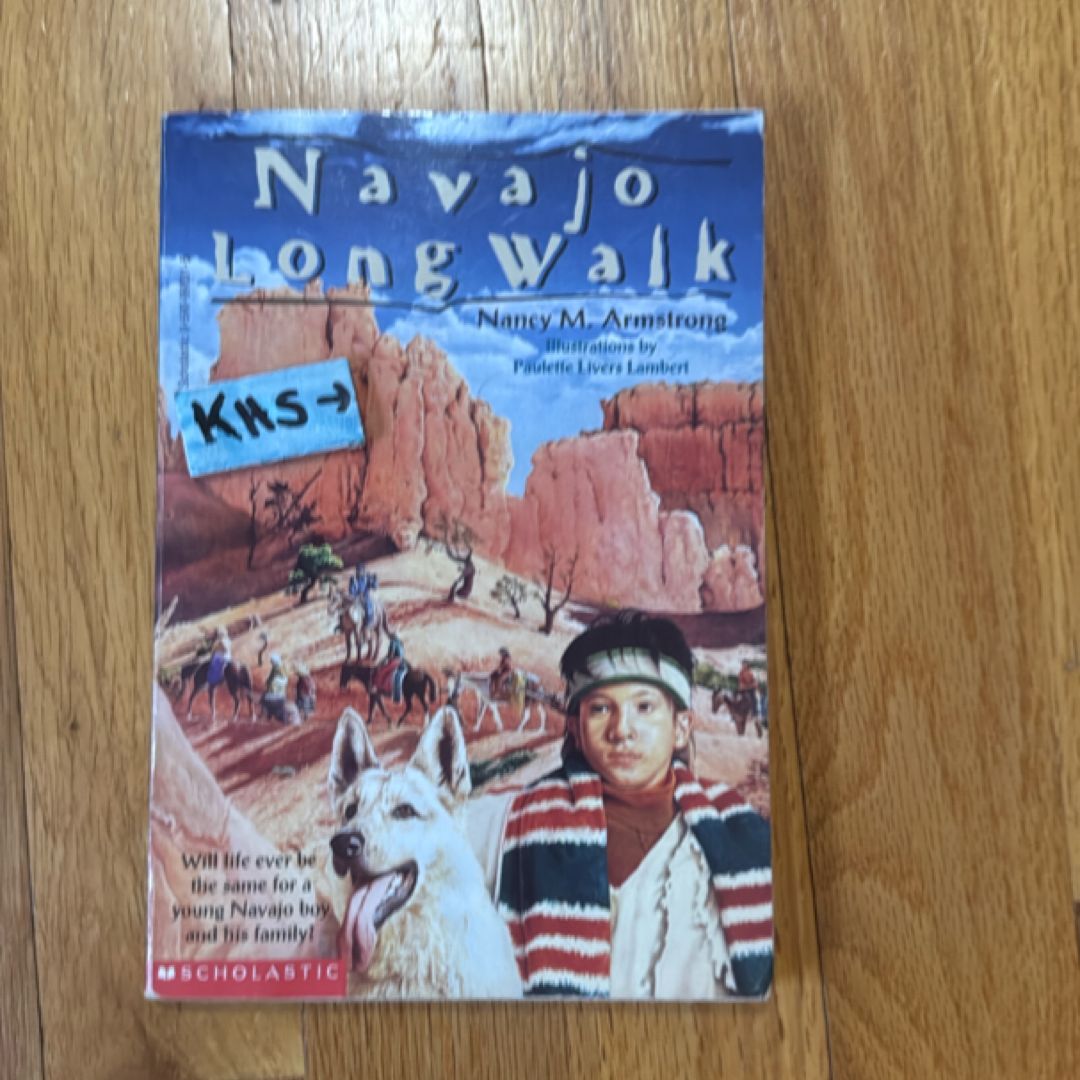 Navajo
Long Walk
Nancy M. Armstrong
Illustrations by
Paulette Livers Lambert
KHS →
Will life ever be
the same for a
young Navajo boy
and his family?
SCHOLASTIC